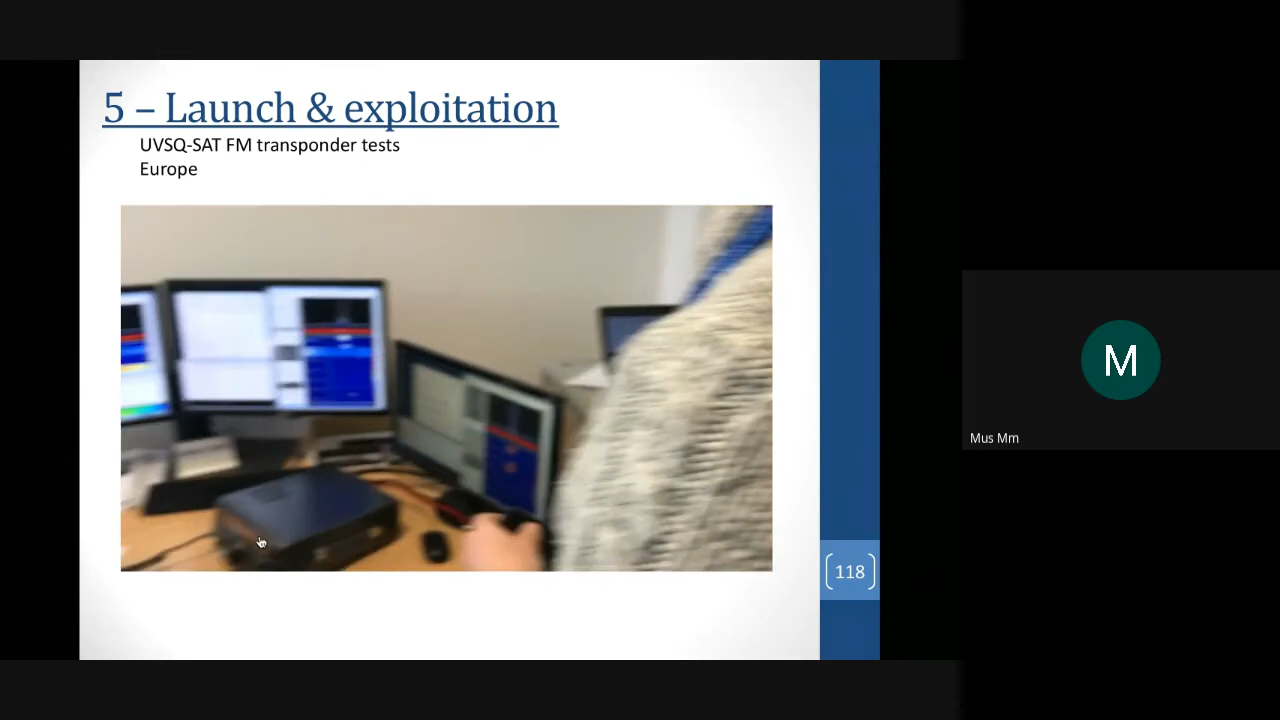 5 – Launch & exploitation
UVSQ-SAT FM transponder tests
Europe
118
M
Mus Mm